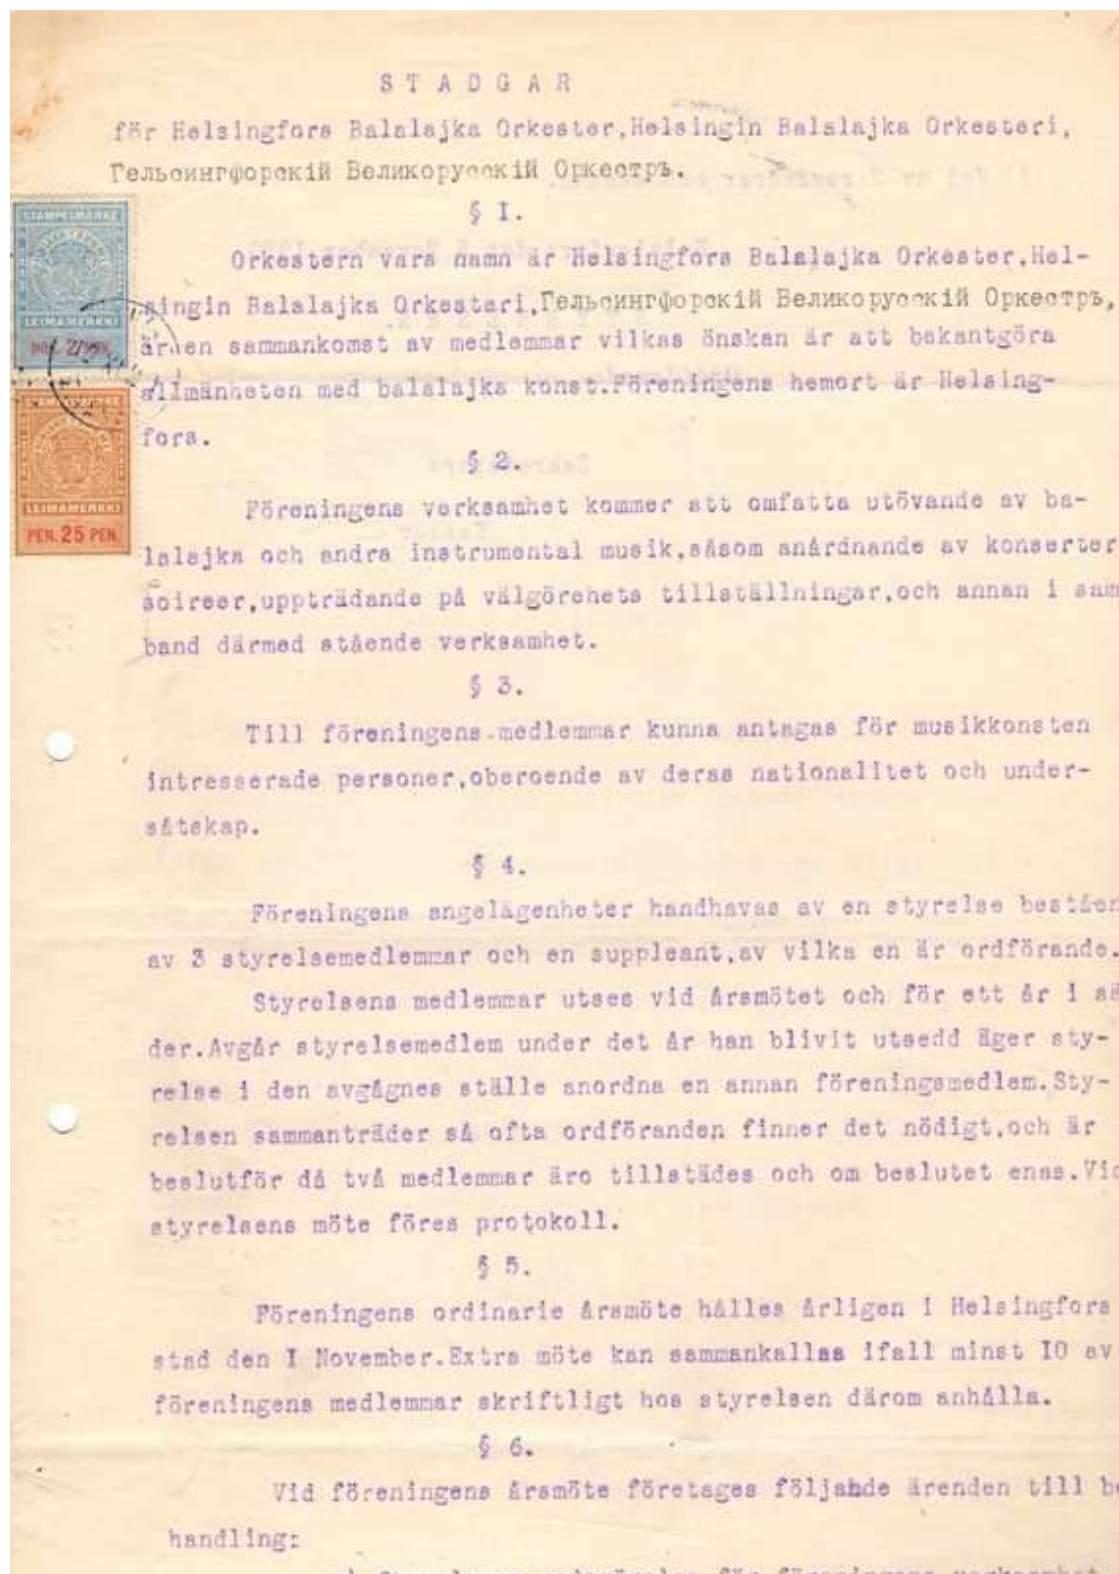 STADGAR
för Helsingfors Balalajka Orkester,Helsingin Balalajka Orkesteri,
Гельсингфорскій Великорусскій Оркестръ.
§ I.
Orkestern vars namn är Helsingfors Balalajka Orkester,Hel-
singin Balalajka Orkesteri,Гельсингфорскій Великорусскій Оркестръ,
är en sammankomst av medlemmar vilkas önskan är att bekantgöra
allmänheten med balalajka konst.Föreningens hemort är Helsing-
fors.
§ 2.
Föreningens verksamhet kommer att omfatta utövande av ba-
lalajka och andra instrumental musik,såsom anårdnande av konserter
soireer,uppträdande på välgörehets tillställningar,och annan i sam
band därmed stående verksamhet.
§ 3.
Till föreningens medlemmar kunna antagas för musikkonsten
intresserade personer,oberoende av deras nationalitet och under-
såtskap.
§ 4.
Föreningens angelägenheter handhavas av en styrelse beståen
av 3 styrelsemedlemmar och en suppleant,av vilka en är ordförande.
Styrelsens medlemmar utses vid årsmötet och för ett år i sä
der.Avgår styrelsemedlem under det år han blivit utsedd äger sty-
relse i den avgågnes ställe anordna en annan föreningsmedlem.Sty-
relsen sammanträder så ofta ordföranden finner det nödigt,och är
beslutför då två medlemmar äro tillstädes och om beslutet enas.Vid
styrelsens möte föres protokoll.
§ 5.
Föreningens ordinarie årsmöte hålles årligen i Helsingfors
stad den I November.Extra möte kan sammankallas ifall minst IO av
föreningens medlemmar skriftligt hos styrelsen därom anhålla.
§ 6.
Vid föreningens årsmöte företages följande ärenden till be
handling:
STÄMPELMÄRKE
LEIMAMERKKI
LEIMAMERKKI
PEN. 25 PEN.